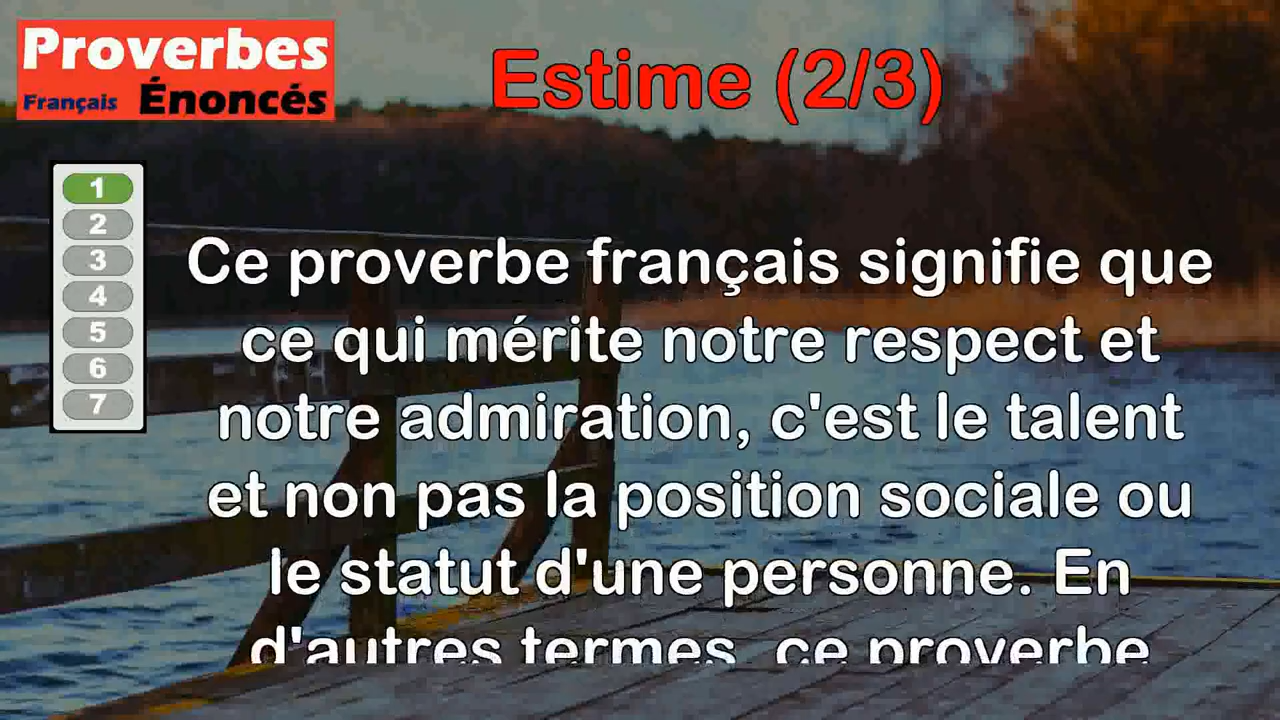 Proverbes
Français Énoncés
Estime (2/3)
1
2
3
4
5
6
7
Ce proverbe français signifie que
ce qui mérite notre respect et
notre admiration, c'est le talent
et non pas la position sociale ou
le statut d'une personne. En
d'autres termes, ce proverbe